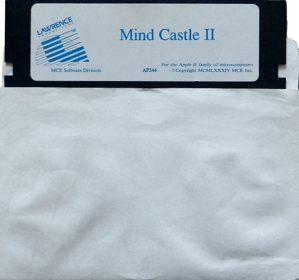 LAWRENCE
Mind Castle II
For the Apple II family of microcomputers
MCE Software Division AP244 ©Copyright MCMLXXXIV MCE Inc.